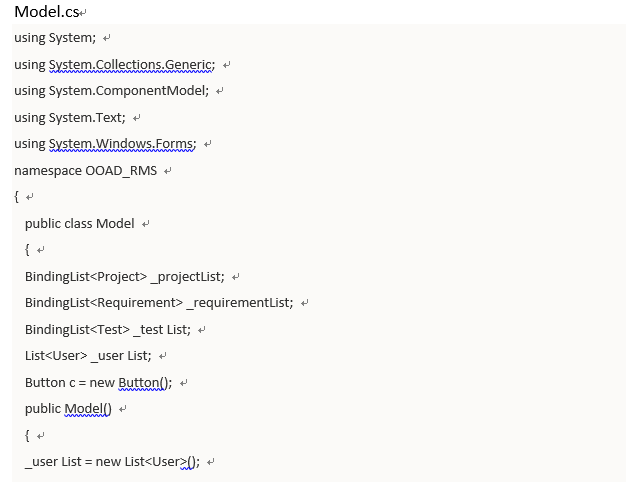 Model.cs
using System;
using System.Collections.Generic;
using System.ComponentModel;
using System.Text;
using System.Windows.Forms;
namespace OOAD_RMS
{
public class Model
{
BindingList<Project> _projectList;
BindingList<Requirement> _requirementList;
BindingList<Test> _test List;
List<User> _user List;
Button c = new Button();
public Model()
{
_user List = new List<User>();